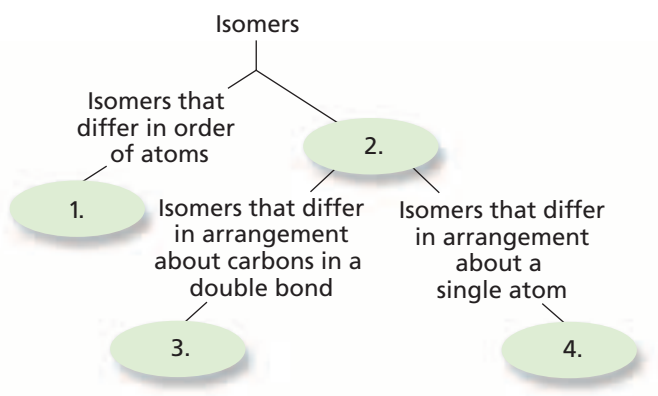 Isomers
Isomers that
differ in order
of atoms
2.
1.
Isomers that differ
in arrangement
about carbons in a
double bond
Isomers that differ
in arrangement
about a
single atom
3.
4.